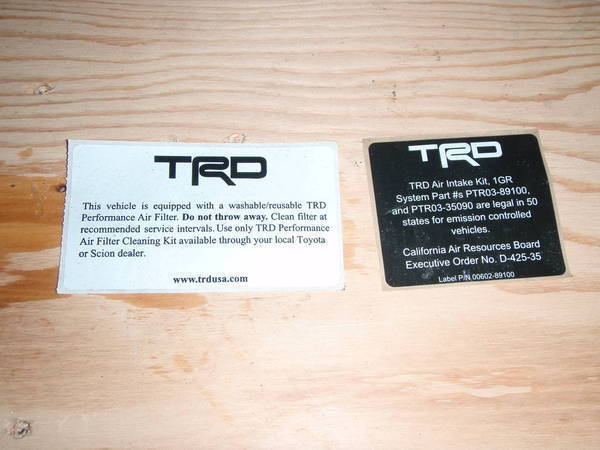 TRD
This vehicle is equipped with a washable/reusable TRD
Performance Air Filter. Do not throw away. Clean filter at
recommended service intervals. Use only TRD Performance
Air Filter Cleaning Kit available through your local Toyota
or Scion dealer.
www.trdusa.com
TRD
TRD Air Intake Kit, 1GR
System Part #s PTR03-89100,
and PTR03-35090 are legal in 50
states for emission controlled
vehicles.
California Air Resources Board
Executive Order No. D-425-35
Label P/N 00602-89100